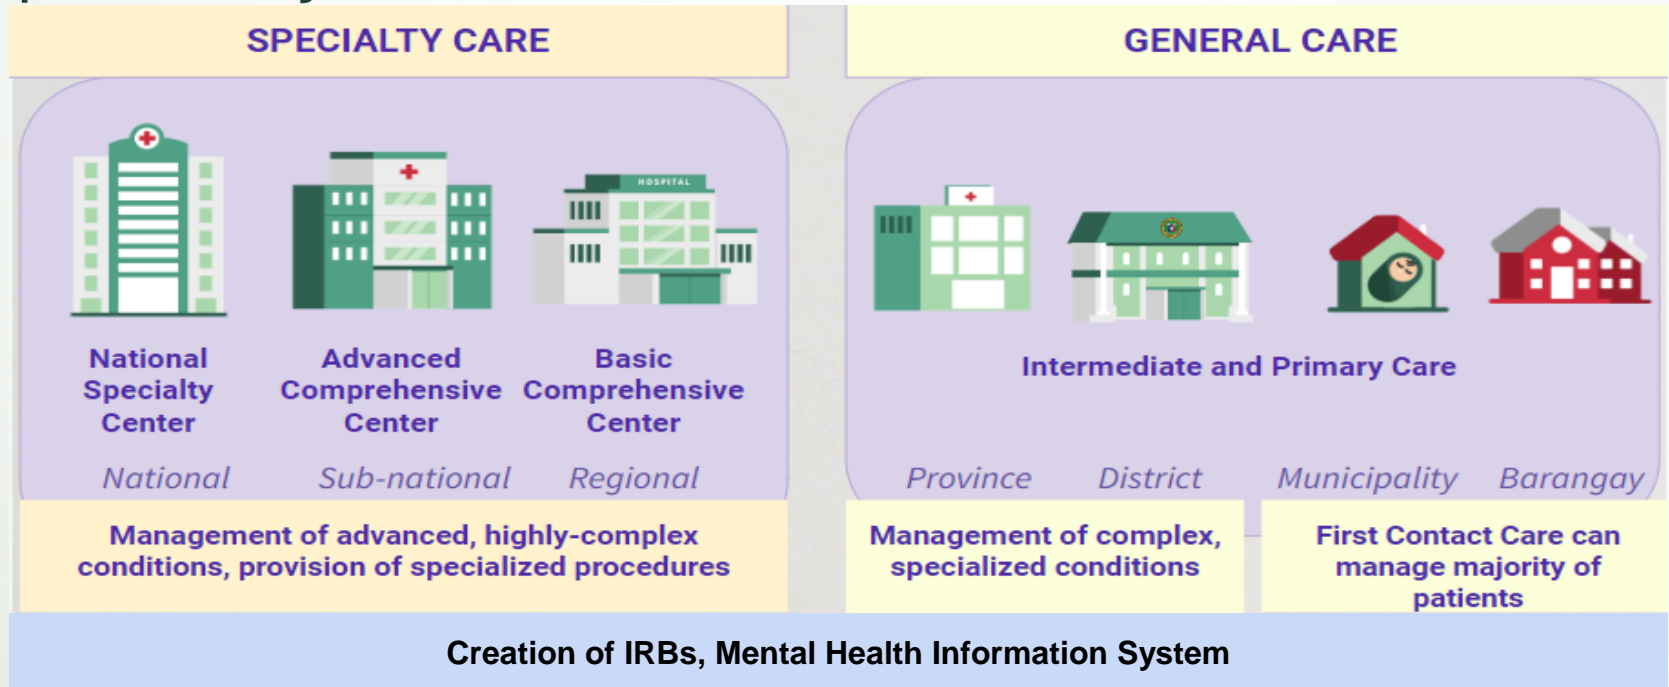 SPECIALTY CARE
HOSPITAL
National
Specialty
Center
Advanced
Comprehensive
Center
Basic
Comprehensive
Center
National
Sub-national
Regional
Management of advanced, highly-complex
conditions, provision of specialized procedures
GENERAL CARE
Intermediate and Primary Care
Province
District
Municipality
Barangay
Management of complex,
specialized conditions
First Contact Care can
manage majority of
patients
Creation of IRBs, Mental Health Information System